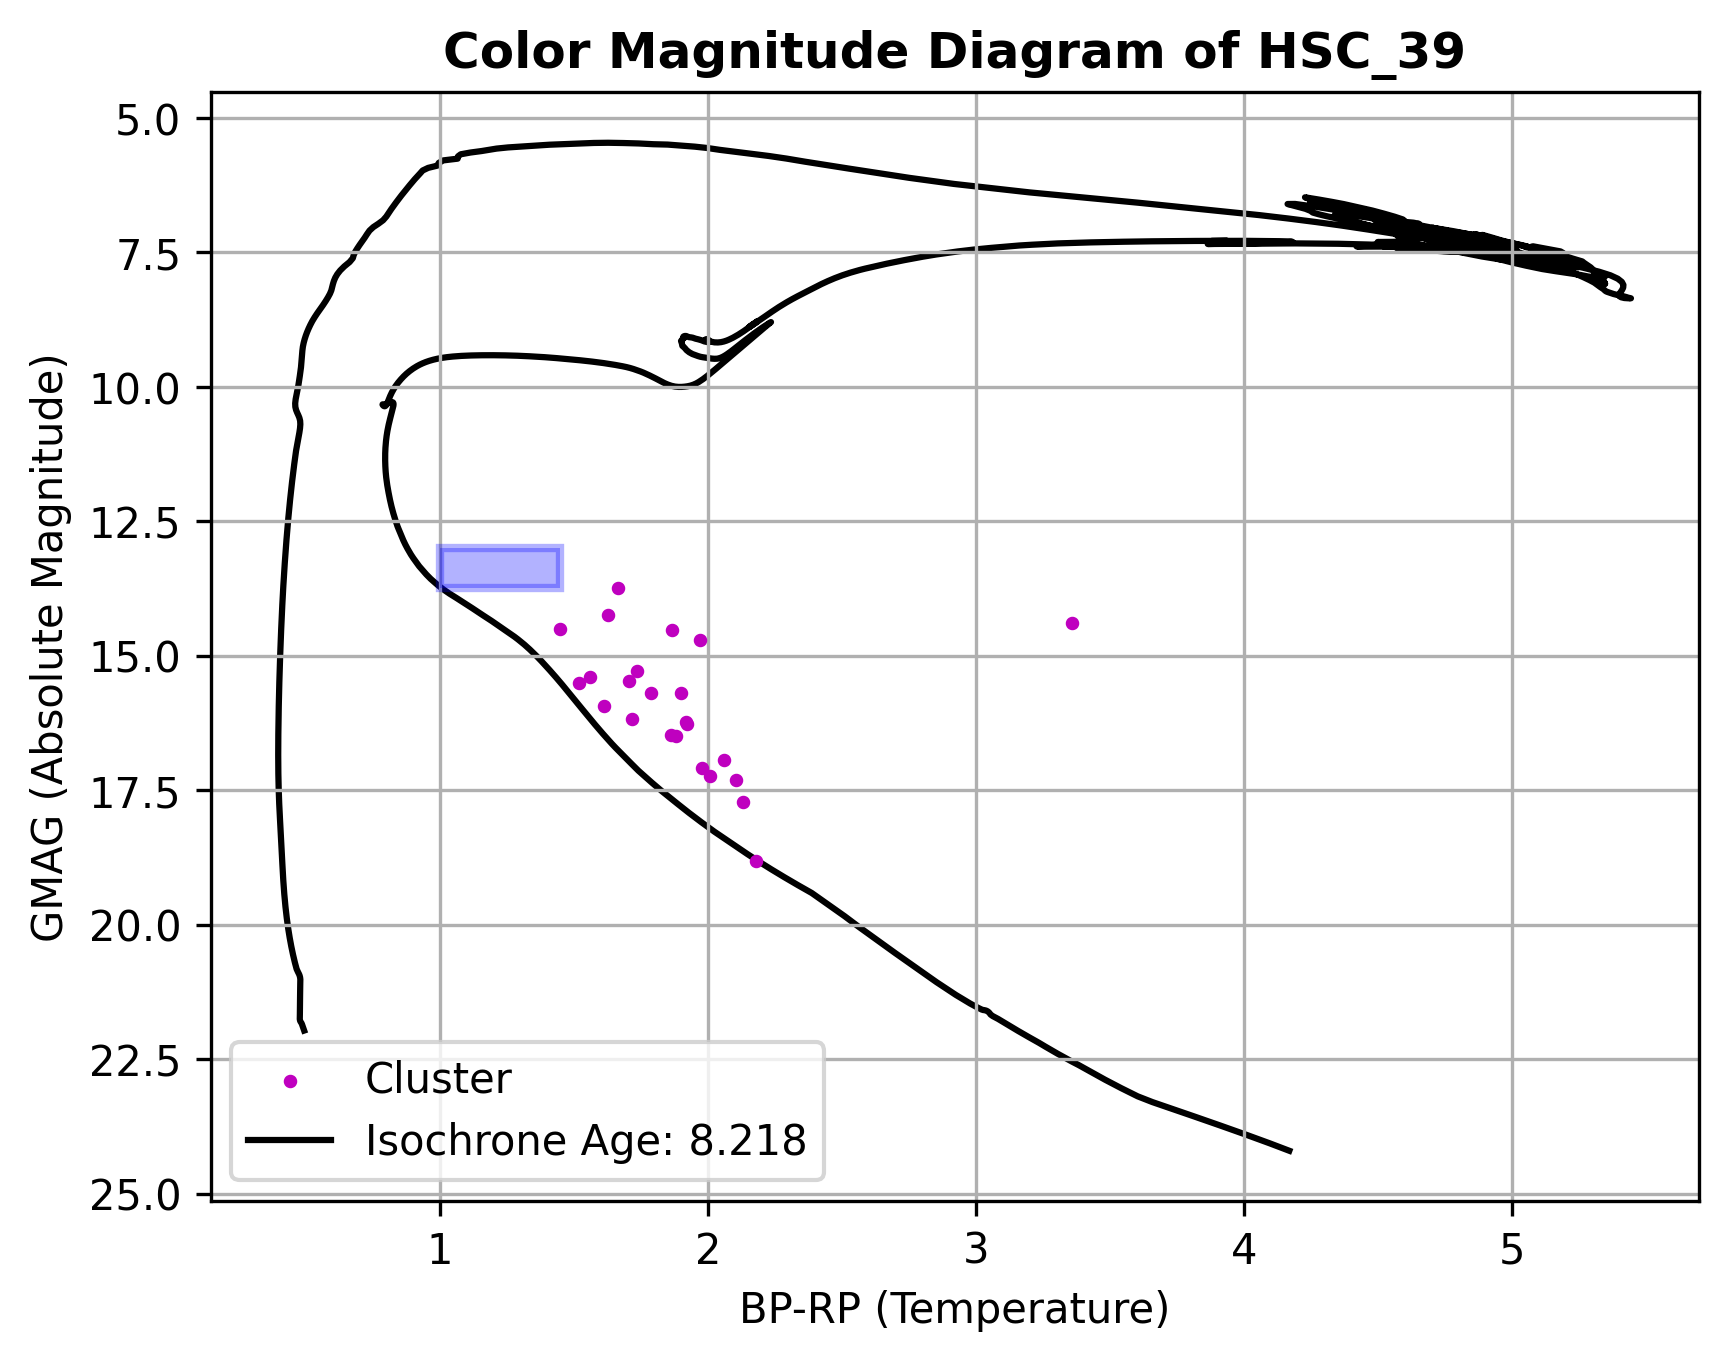 Color Magnitude Diagram of HSC_39
GMAG (Absolute Magnitude)
5.0
7.5
10.0
12.5
15.0
17.5
20.0
22.5
25.0
Cluster
Isochrone Age: 8.218
1 2 3 4 5
BP-RP (Temperature)